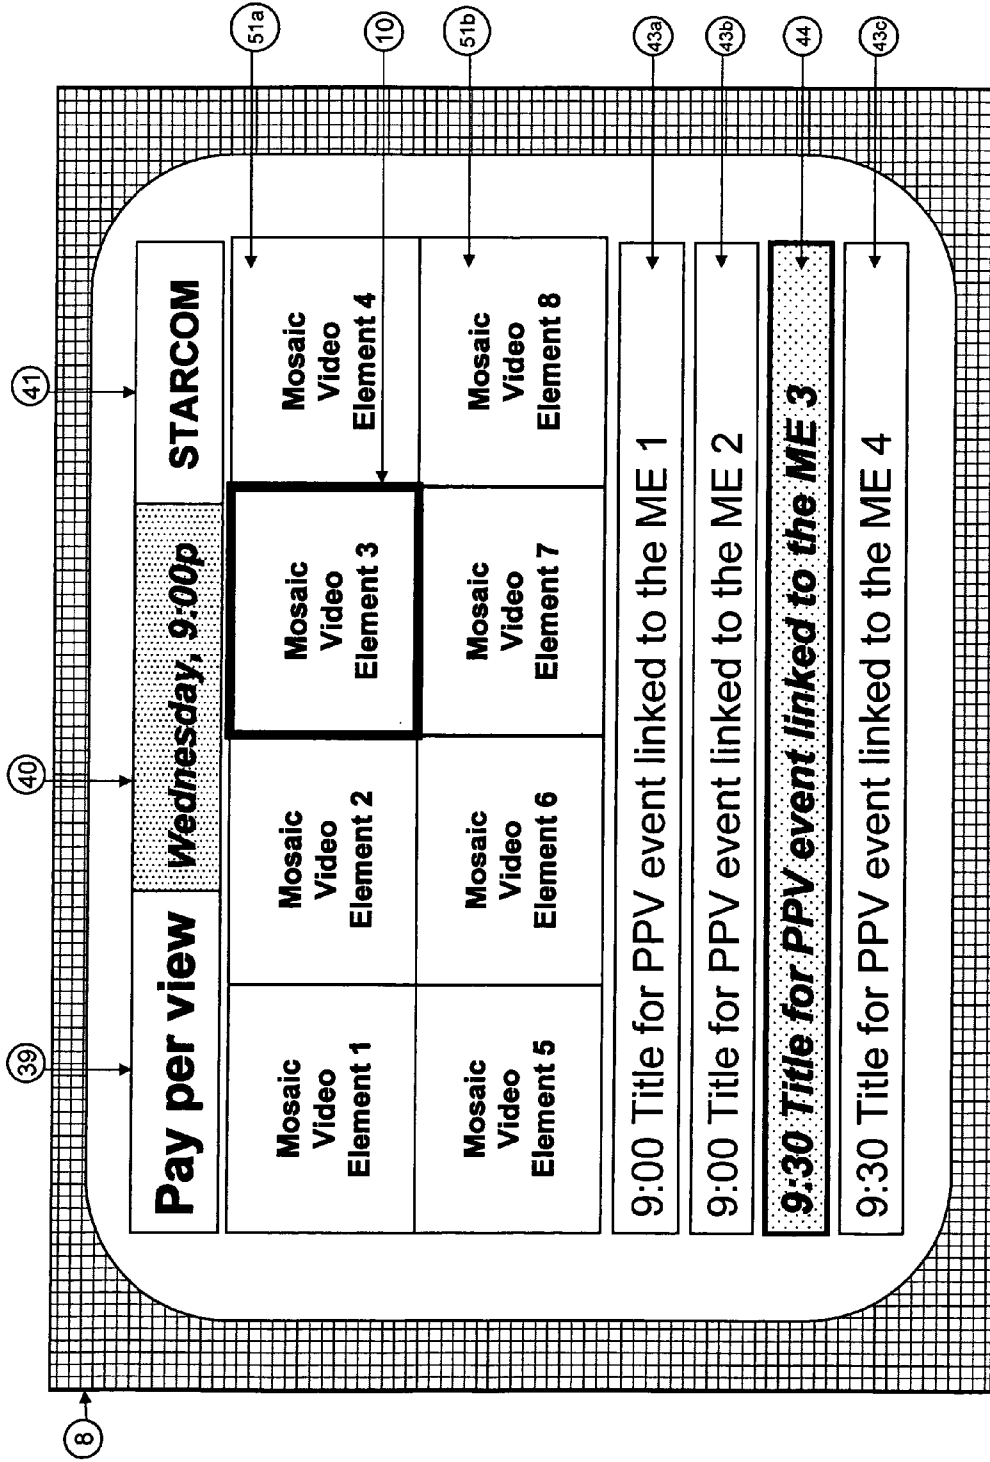 8
39
40
41
Pay per view
Wednesday, 9:00p
STARCOM
Mosaic
Video
Element 1
Mosaic
Video
Element 2
Mosaic
Video
Element 3
Mosaic
Video
Element 4
51a
10
Mosaic
Video
Element 5
Mosaic
Video
Element 6
Mosaic
Video
Element 7
Mosaic
Video
Element 8
51b
9:00 Title for PPV event linked to the ME 1
43a
9:00 Title for PPV event linked to the ME 2
43b
9:30 Title for PPV event linked to the ME 3
44
9:30 Title for PPV event linked to the ME 4
43c